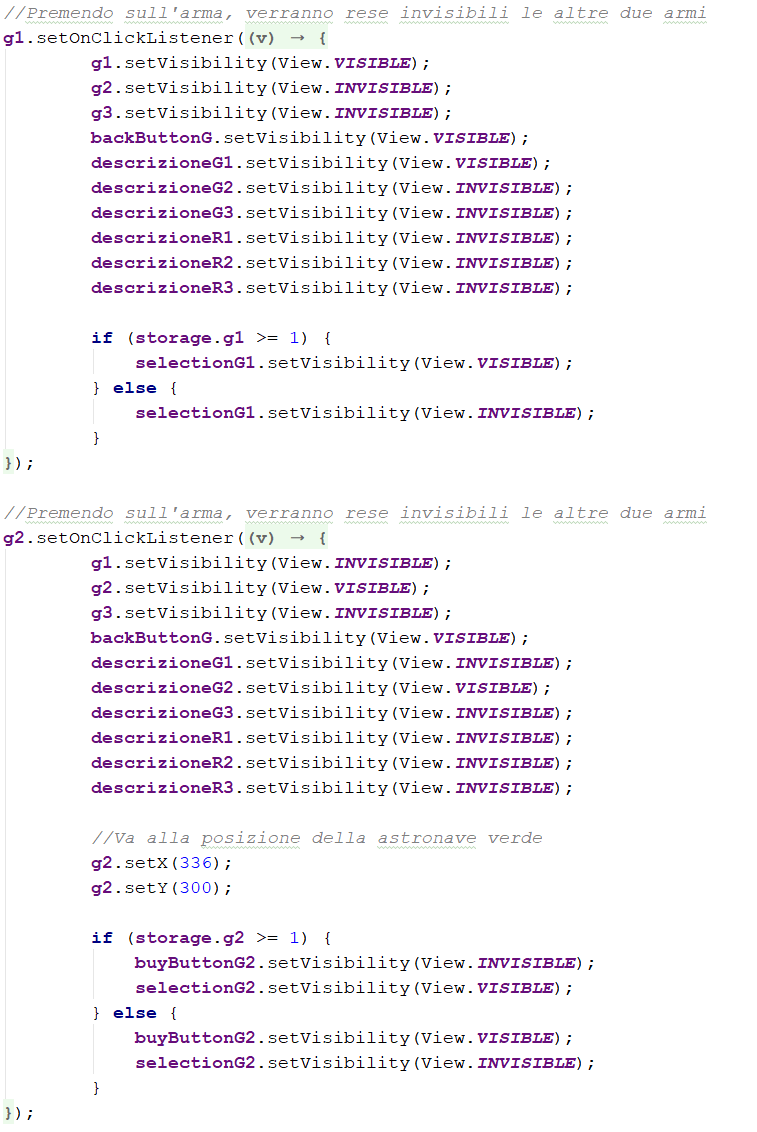 //Premendo sull'arma, verranno rese invisibili le altre due armi
g1.setOnClickListener((v) → {
        g1.setVisibility(View.VISIBLE);
        g2.setVisibility(View.INVISIBLE);
        g3.setVisibility(View.INVISIBLE);
        backButtonG.setVisibility(View.VISIBLE);
        descrizioneG1.setVisibility(View.VISIBLE);
        descrizioneG2.setVisibility(View.INVISIBLE);
        descrizioneG3.setVisibility(View.INVISIBLE);
        descrizioneR1.setVisibility(View.INVISIBLE);
        descrizioneR2.setVisibility(View.INVISIBLE);
        descrizioneR3.setVisibility(View.INVISIBLE);

        if (storage.g1 >= 1) {
            selectionG1.setVisibility(View.VISIBLE);
        } else {
            selectionG1.setVisibility(View.INVISIBLE);
        }
});

//Premendo sull'arma, verranno rese invisibili le altre due armi
g2.setOnClickListener((v) → {
        g1.setVisibility(View.INVISIBLE);
        g2.setVisibility(View.VISIBLE);
        g3.setVisibility(View.INVISIBLE);
        backButtonG.setVisibility(View.VISIBLE);
        descrizioneG1.setVisibility(View.INVISIBLE);
        descrizioneG2.setVisibility(View.VISIBLE);
        descrizioneG3.setVisibility(View.INVISIBLE);
        descrizioneR1.setVisibility(View.INVISIBLE);
        descrizioneR2.setVisibility(View.INVISIBLE);
        descrizioneR3.setVisibility(View.INVISIBLE);

        //Va alla posizione della astronave verde
        g2.setX(336);
        g2.setY(300);

        if (storage.g2 >= 1) {
            buyButtonG2.setVisibility(View.INVISIBLE);
            selectionG2.setVisibility(View.VISIBLE);
        } else {
            buyButtonG2.setVisibility(View.VISIBLE);
            selectionG2.setVisibility(View.INVISIBLE);
        }
});